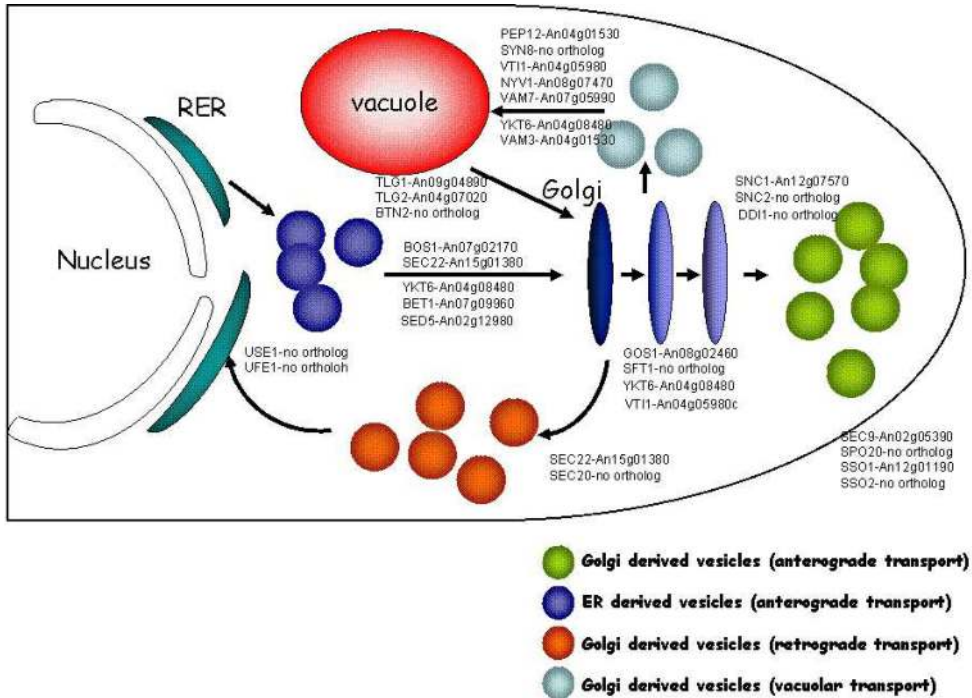 PEP12-An04g01530
SYN8-no ortholog
VTI1-An04g05980
NYV1-An08g07470
VAM7-An07g05990
YKT6-An04g08480
VAM3-An04g01530
RER
vacuole
TLG1-An09g04890
TLG2-An04g07020
BTN2-no ortholog
Golgi
SNC1-An12g07570
SNC2-no ortholog
DDI1-no ortholog
Nucleus
BOS1-An07g02170
SEC22-An15g01380
YKT6-An04g08480
BET1-An07g09960
SED5-An02g12980
USE1-no ortholog
UFE1-no ortholoh
GOS1-An08g02460
SFT1-no ortholog
YKT6-An04g08480
VTI1-An04g05980c
SEC22-An15g01380
SEC20-no ortholog
SEC9-An02g05390
SPO20-no ortholog
SSO1-An12g01190
SSO2-no ortholog
Golgi derived vesicles (anterograde transport)
ER derived vesicles (anterograde transport)
Golgi derived vesicles (retrograde transport)
Golgi derived vesicles (vacuolar transport)